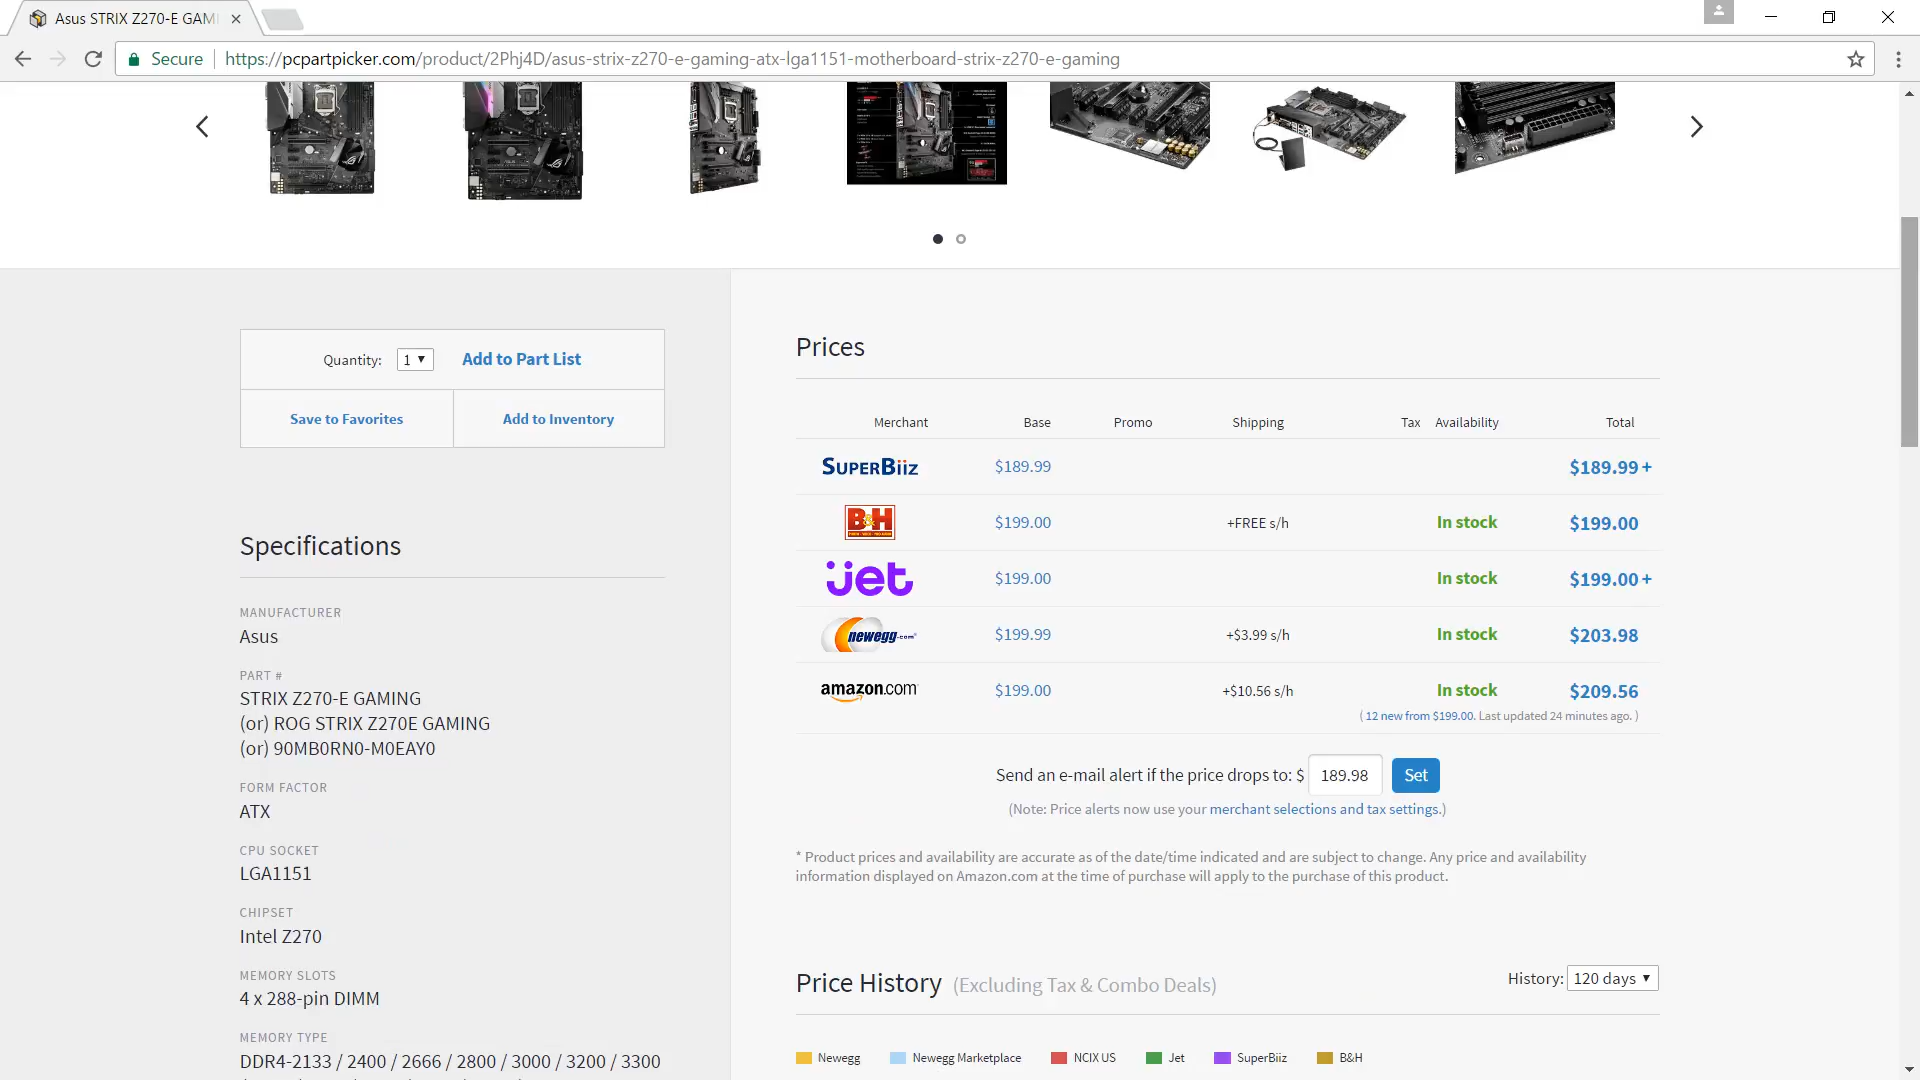 Asus STRIX Z270-E GAMI
Secure https://pcpartpicker.com/product/2Phj4D/asus-strix-z270-e-gaming-atx-lga1151-motherboard-strix-z270-e-gaming
Quantity: 1 Add to Part List
Save to Favorites Add to Inventory
Specifications
MANUFACTURER
Asus
PART #
STRIX Z270-E GAMING
(or) ROG STRIX Z270E GAMING
(or) 90MB0RN0-M0EAY0
FORM FACTOR
ATX
CPU SOCKET
LGA1151
CHIPSET
Intel Z270
MEMORY SLOTS
4 x 288-pin DIMM
MEMORY TYPE
DDR4-2133 / 2400 / 2666 / 2800 / 3000 / 3200 / 3300
Prices
Merchant Base Promo Shipping Tax Availability Total
SUPERBIIZ $189.99 $189.99 +
B&H $199.00 +FREE s/h In stock $199.00
jet $199.00 In stock $199.00 +
newegg.com $199.99 +$3.99 s/h In stock $203.98
amazon.com $199.00 +$10.56 s/h In stock $209.56
( 12 new from $199.00. Last updated 24 minutes ago. )
Send an e-mail alert if the price drops to: $ 189.98 Set
(Note: Price alerts now use your merchant selections and tax settings.)
* Product prices and availability are accurate as of the date/time indicated and are subject to change. Any price and availability
information displayed on Amazon.com at the time of purchase will apply to the purchase of this product.
Price History (Excluding Tax & Combo Deals) History: 120 days
Newegg Newegg Marketplace NCIX US Jet SuperBiiz B&H